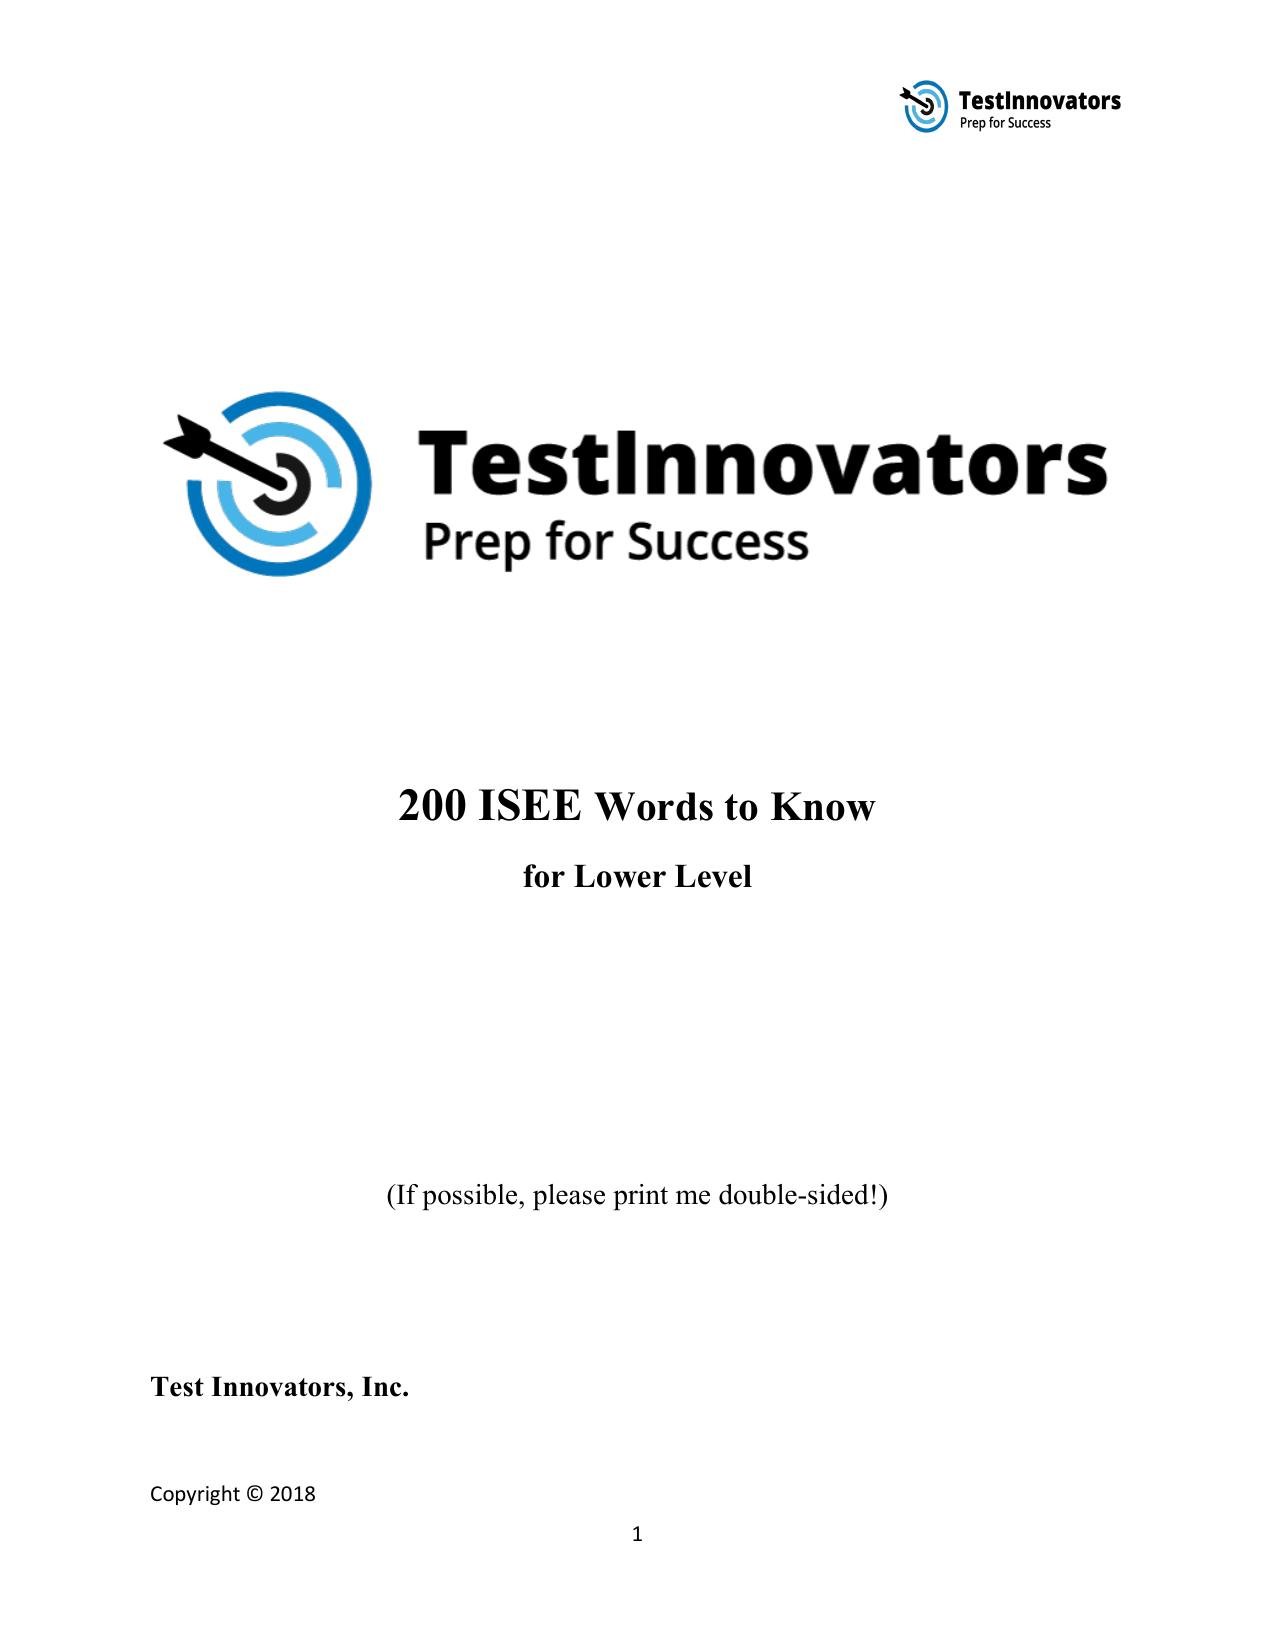 TestInnovators
Prep for Success
TestInnovators
Prep for Success
200 ISEE Words to Know
for Lower Level
(If possible, please print me double-sided!)
Test Innovators, Inc.
Copyright © 2018
1